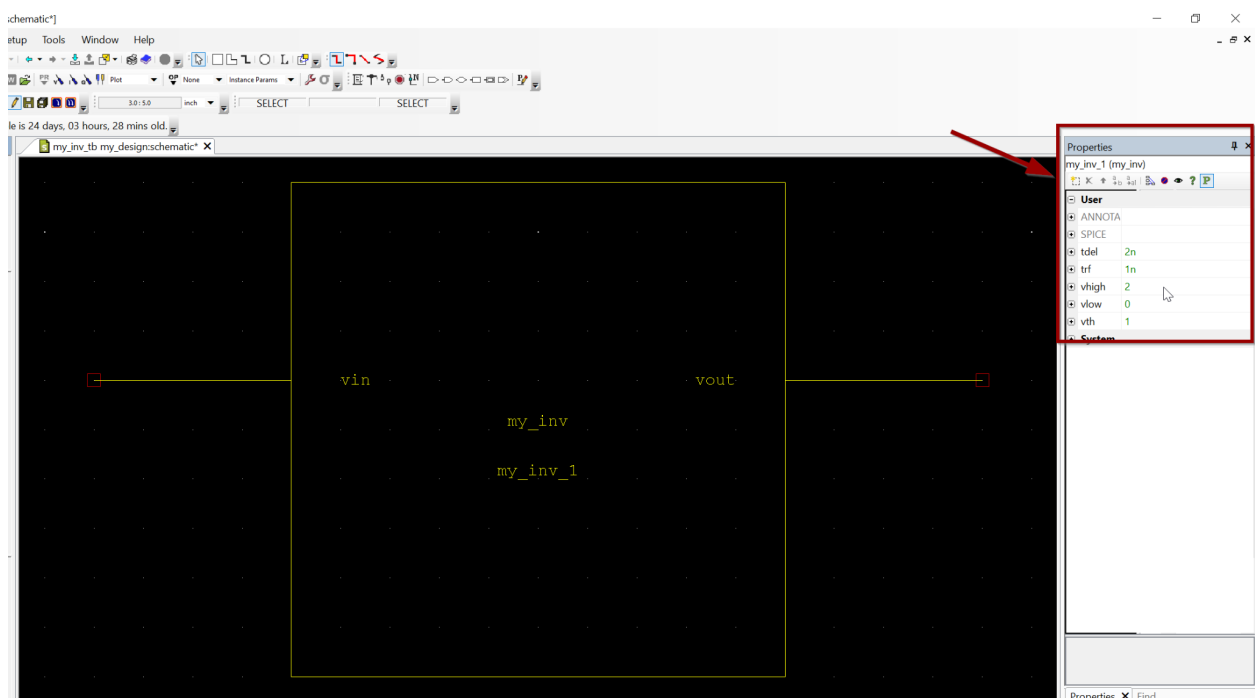 schematic*]
etup Tools Window Help
Plot None Instance Params
3.0 : 5.0 inch SELECT SELECT
le is 24 days, 03 hours, 28 mins old.
my_inv_tb my_design:schematic* X
vin vout
my_inv
my_inv_1
Properties
my_inv_1 (my_inv)
User
ANNOTA
SPICE
tdel 2n
trf 1n
vhigh 2
vlow 0
vth 1
System
Properties X Find